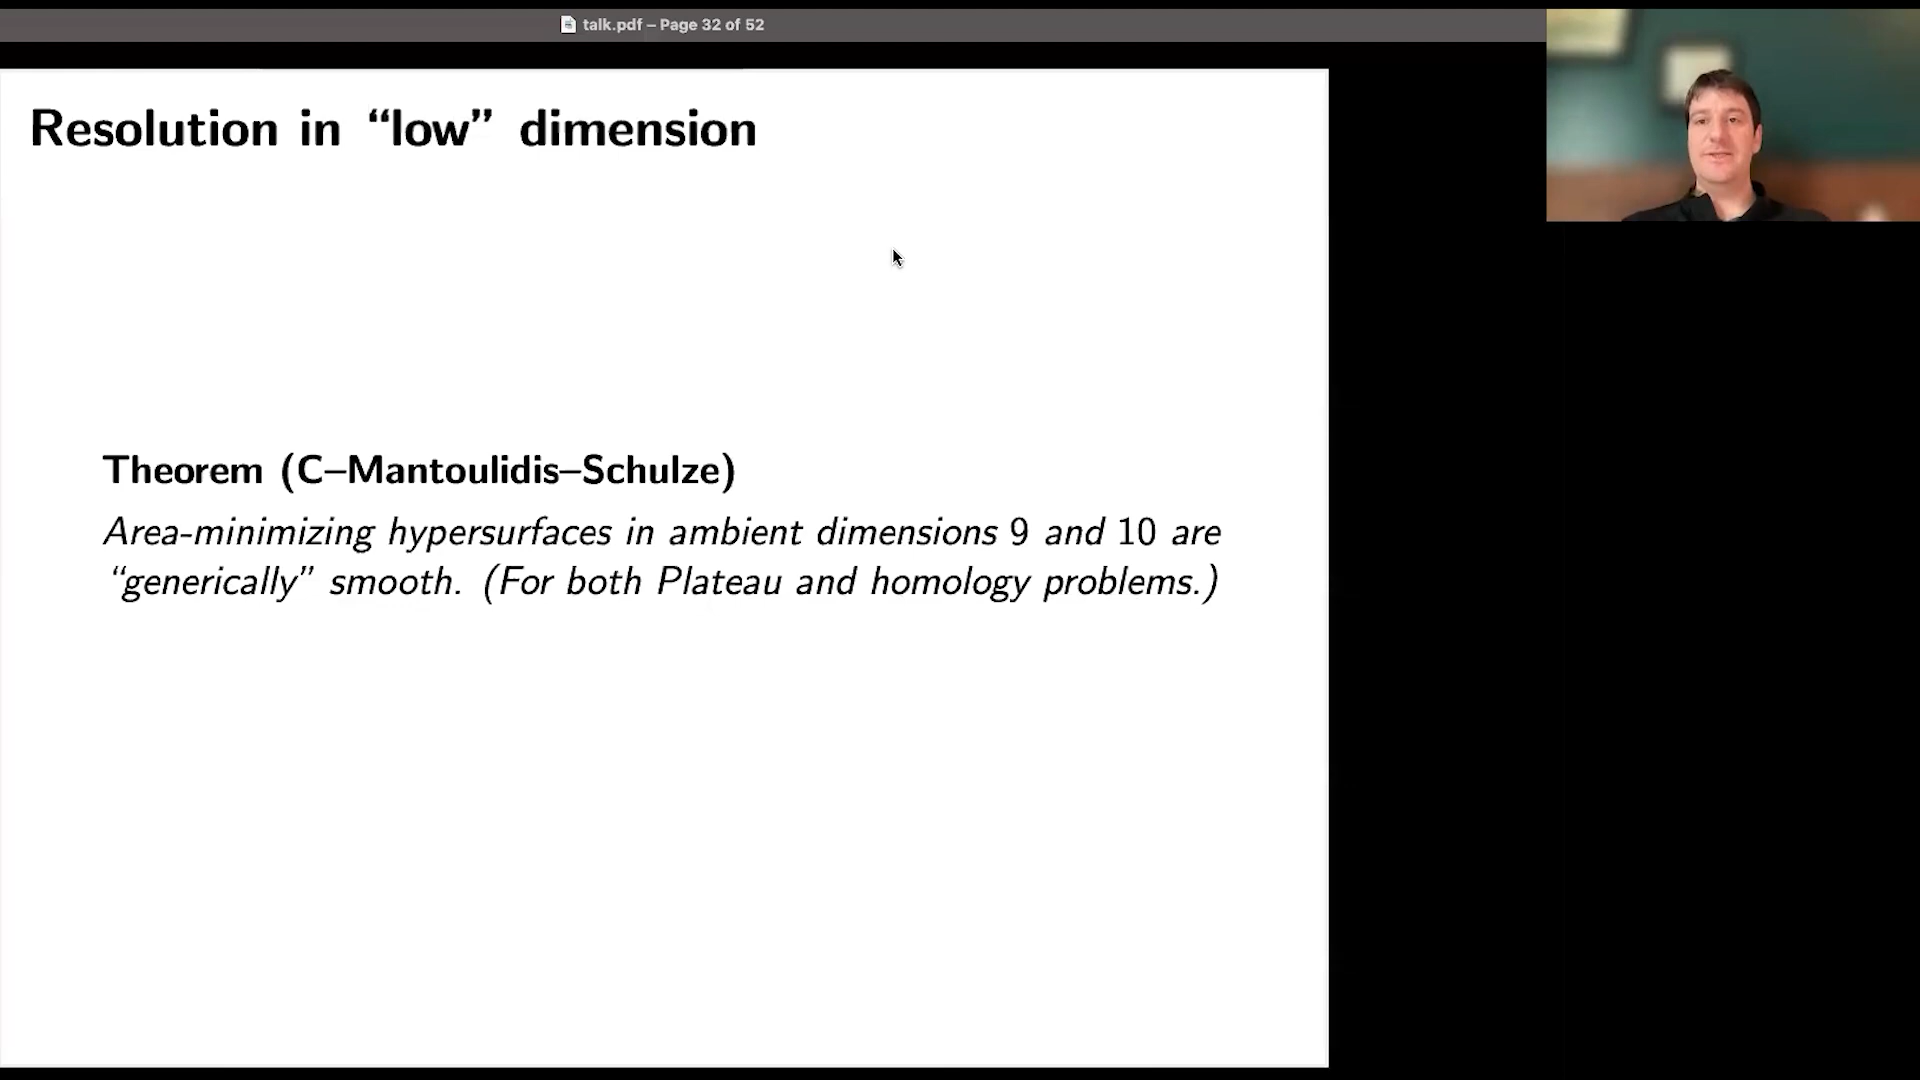 talk.pdf – Page 32 of 52
Resolution in “low” dimension
Theorem (C–Mantoulidis–Schulze)
Area-minimizing hypersurfaces in ambient dimensions 9 and 10 are
“generically” smooth. (For both Plateau and homology problems.)